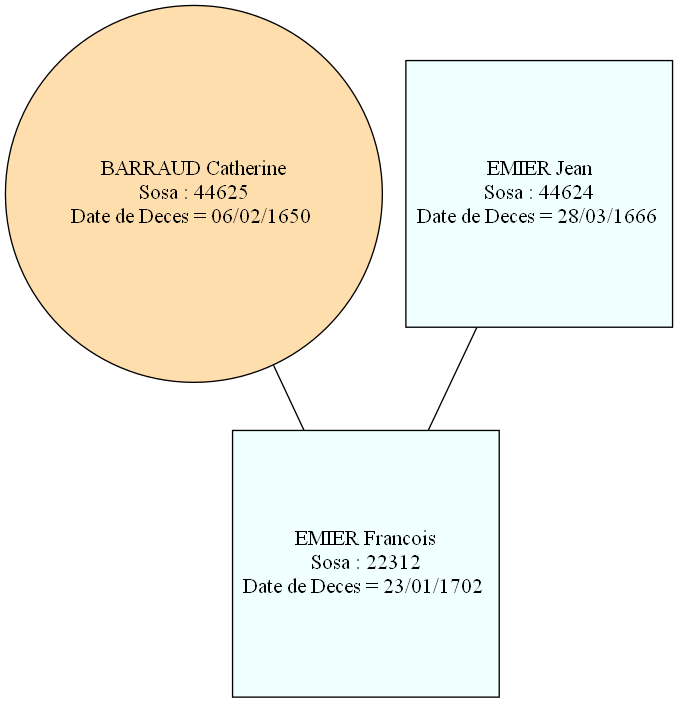 BARRAUD Catherine
Sosa : 44625
Date de Deces = 06/02/1650
EMIER Jean
Sosa : 44624
Date de Deces = 28/03/1666
EMIER Francois
Sosa : 22312
Date de Deces = 23/01/1702